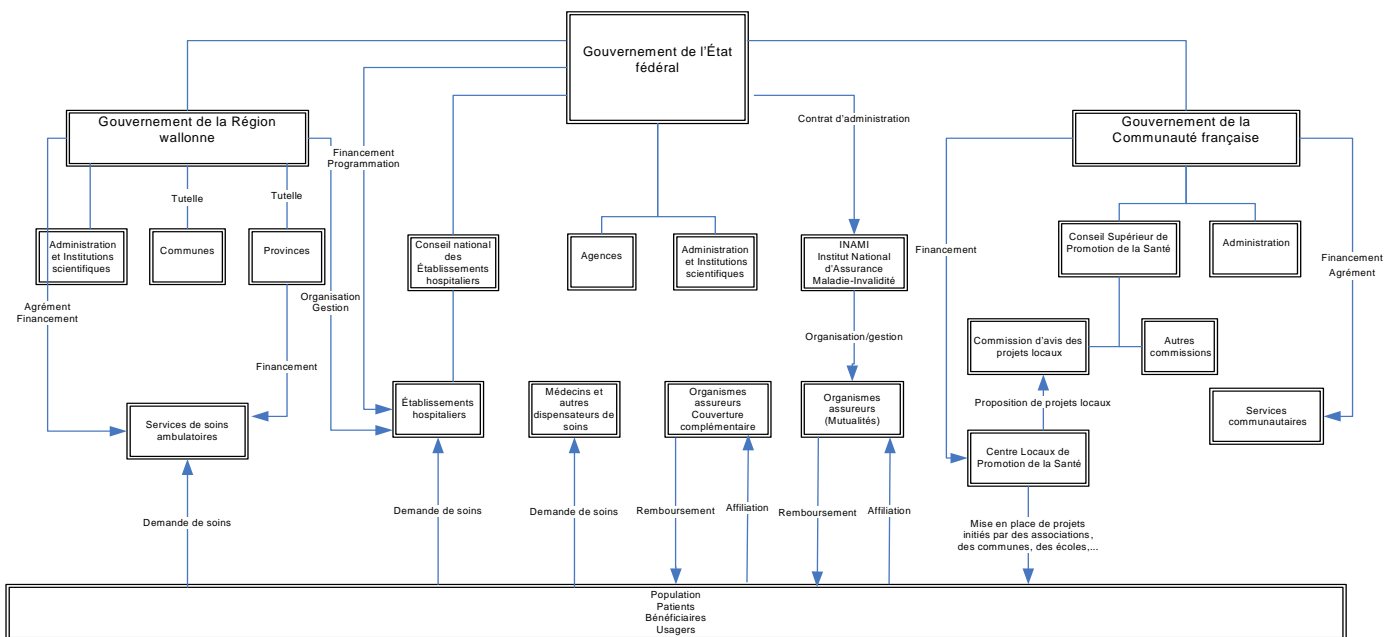 Gouvernement de l'État
fédéral
Gouvernement de la Région
wallonne
Contrat d'administration
Gouvernement de la
Communauté française
Financement
Programmation
Tutelle
Tutelle
Administration
et Institutions
scientifiques
Communes
Provinces
Conseil national
des
Établissements
hospitaliers
Agences
Administration
et Institutions
scientifiques
INAMI
Institut National
d'Assurance
Maladie-Invalidité
Financement
Conseil Supérieur de
Promotion de la Santé
Administration
Financement
Agrément
Agrément
Financement
Organisation
Gestion
Organisation/gestion
Commission d'avis des
projets locaux
Autres
commissions
Financement
Proposition de projets locaux
Services de soins
ambulatoires
Établissements
hospitaliers
Médecins et
autres
dispensateurs de
soins
Organismes
assureurs
Couverture
complémentaire
Organismes
assureurs
(Mutualités)
Centre Locaux de
Promotion de la Santé
Services
communautaires
Demande de soins
Demande de soins
Demande de soins
Remboursement
Affiliation
Remboursement
Affiliation
Mise en place de projets
initiés par des associations,
des communes, des écoles,...
Population
Patients
Bénéficiaires
Usagers